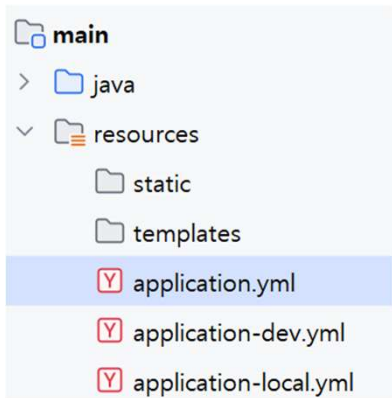 main
java
resources
static
templates
application.yml
application-dev.yml
application-local.yml